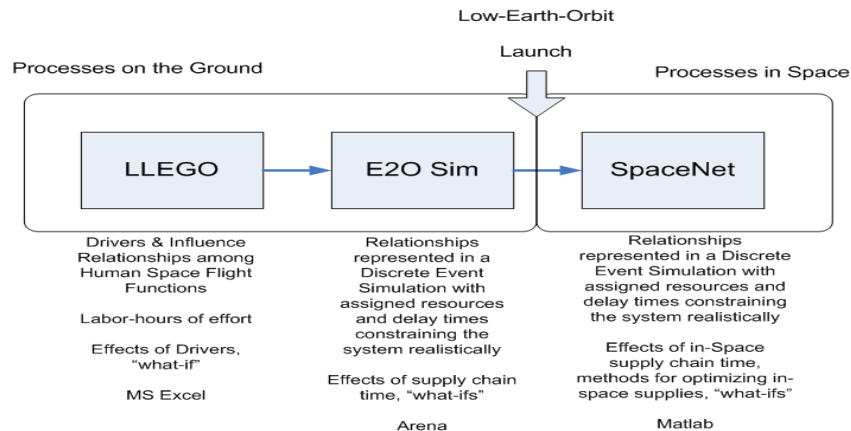 Low-Earth-Orbit
Launch
Processes on the Ground
Processes in Space
LLEGO
E2O Sim
SpaceNet
Drivers & Influence
Relationships among
Human Space Flight
Functions
Labor-hours of effort
Effects of Drivers,
“what-if”
MS Excel
Relationships
represented in a
Discrete Event
Simulation with
assigned resources
and delay times
constraining the
system realistically
Effects of supply chain
time, “what-ifs”
Arena
Relationships
represented in a Discrete
Event Simulation with
assigned resources and
delay times constraining
the system realistically
Effects of in-Space
supply chain time,
methods for optimizing in-
space supplies, “what-ifs”
Matlab